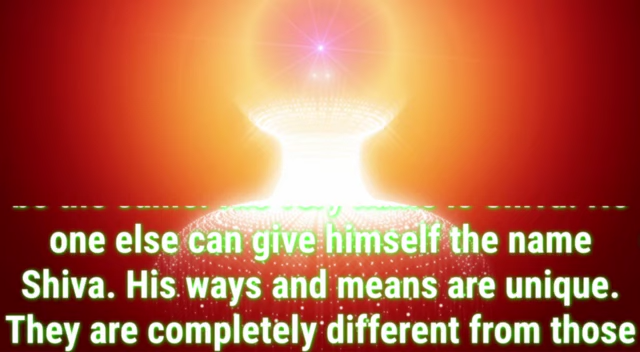 one else can give himself the name
Shiva. His ways and means are unique.
They are completely different from those